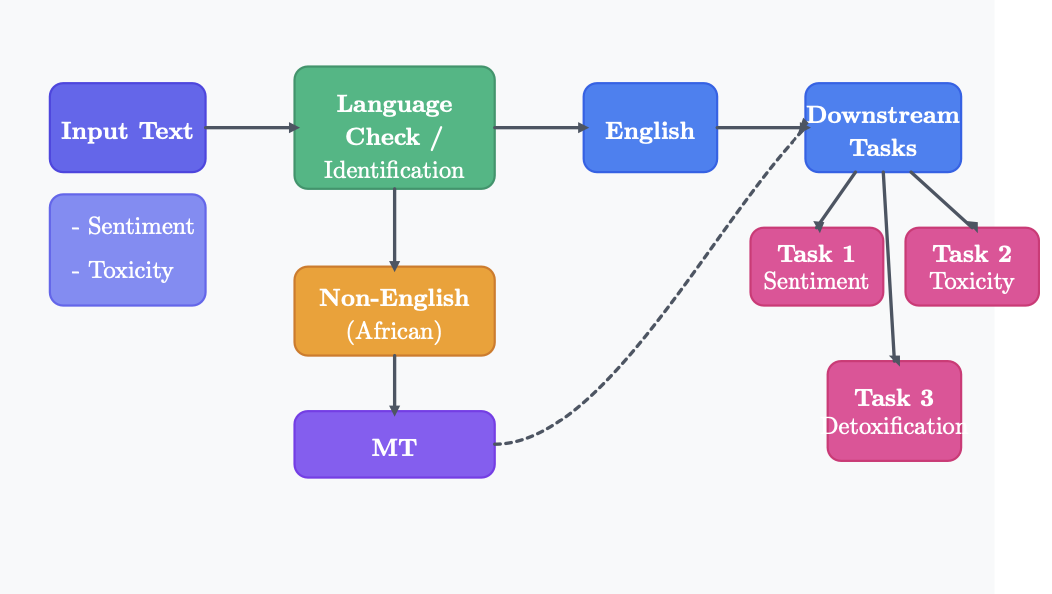 Input Text
- Sentiment
- Toxicity
Language
Check /
Identification
Non-English
(African)
MT
English
Downstream
Tasks
Task 1
Sentiment
Task 2
Toxicity
Task 3
Detoxification